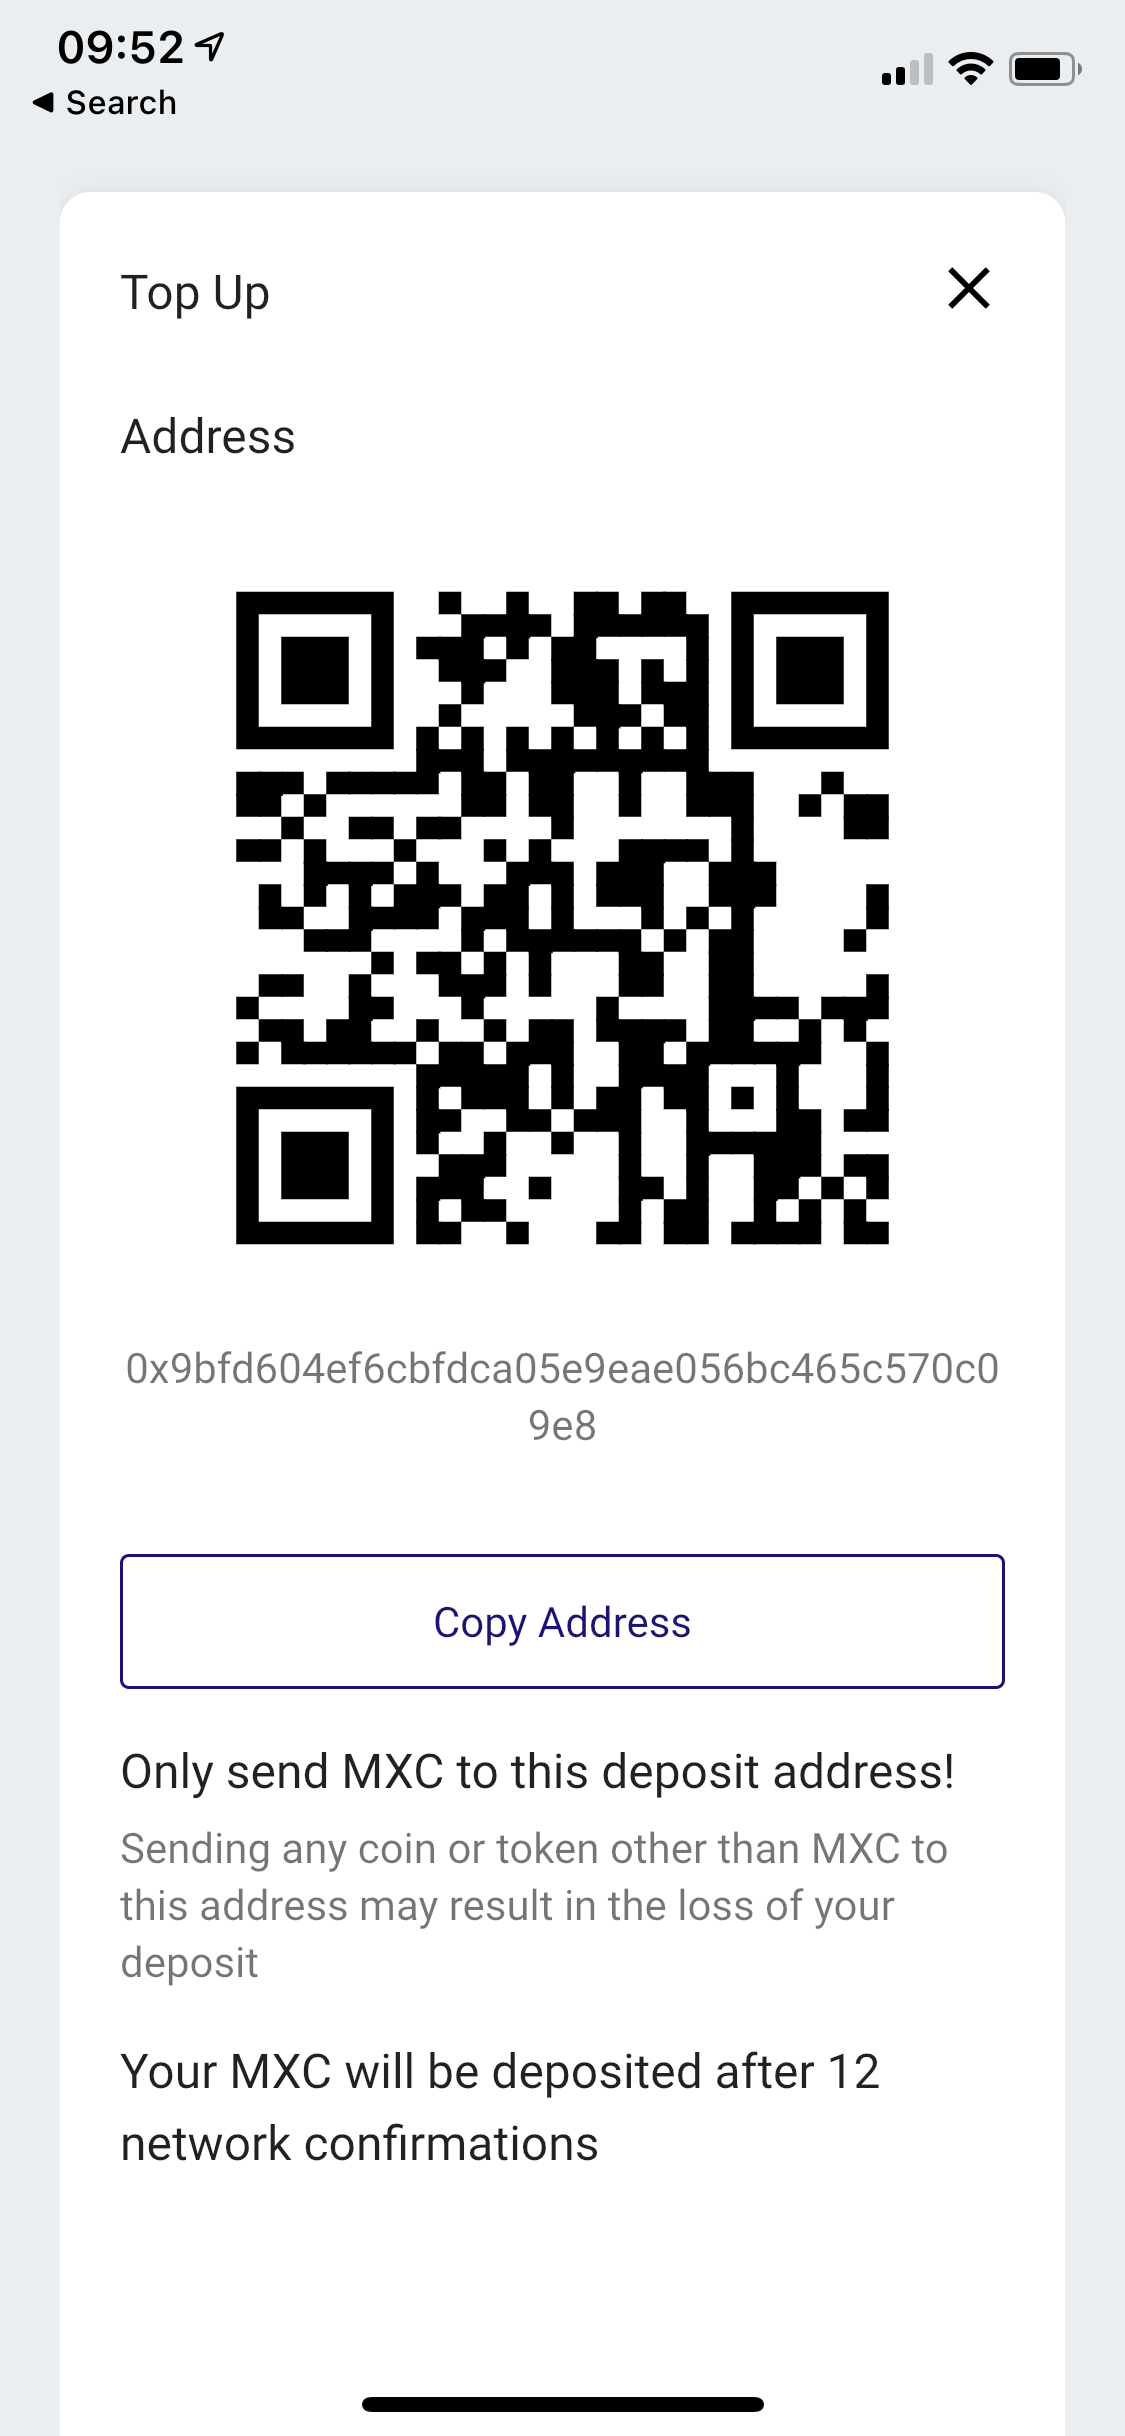 09:52
Search
Top Up
Address
0x9bfd604ef6cbfdca05e9eae056bc465c570c0
9e8
Copy Address
Only send MXC to this deposit address!
Sending any coin or token other than MXC to
this address may result in the loss of your
deposit
Your MXC will be deposited after 12
network confirmations